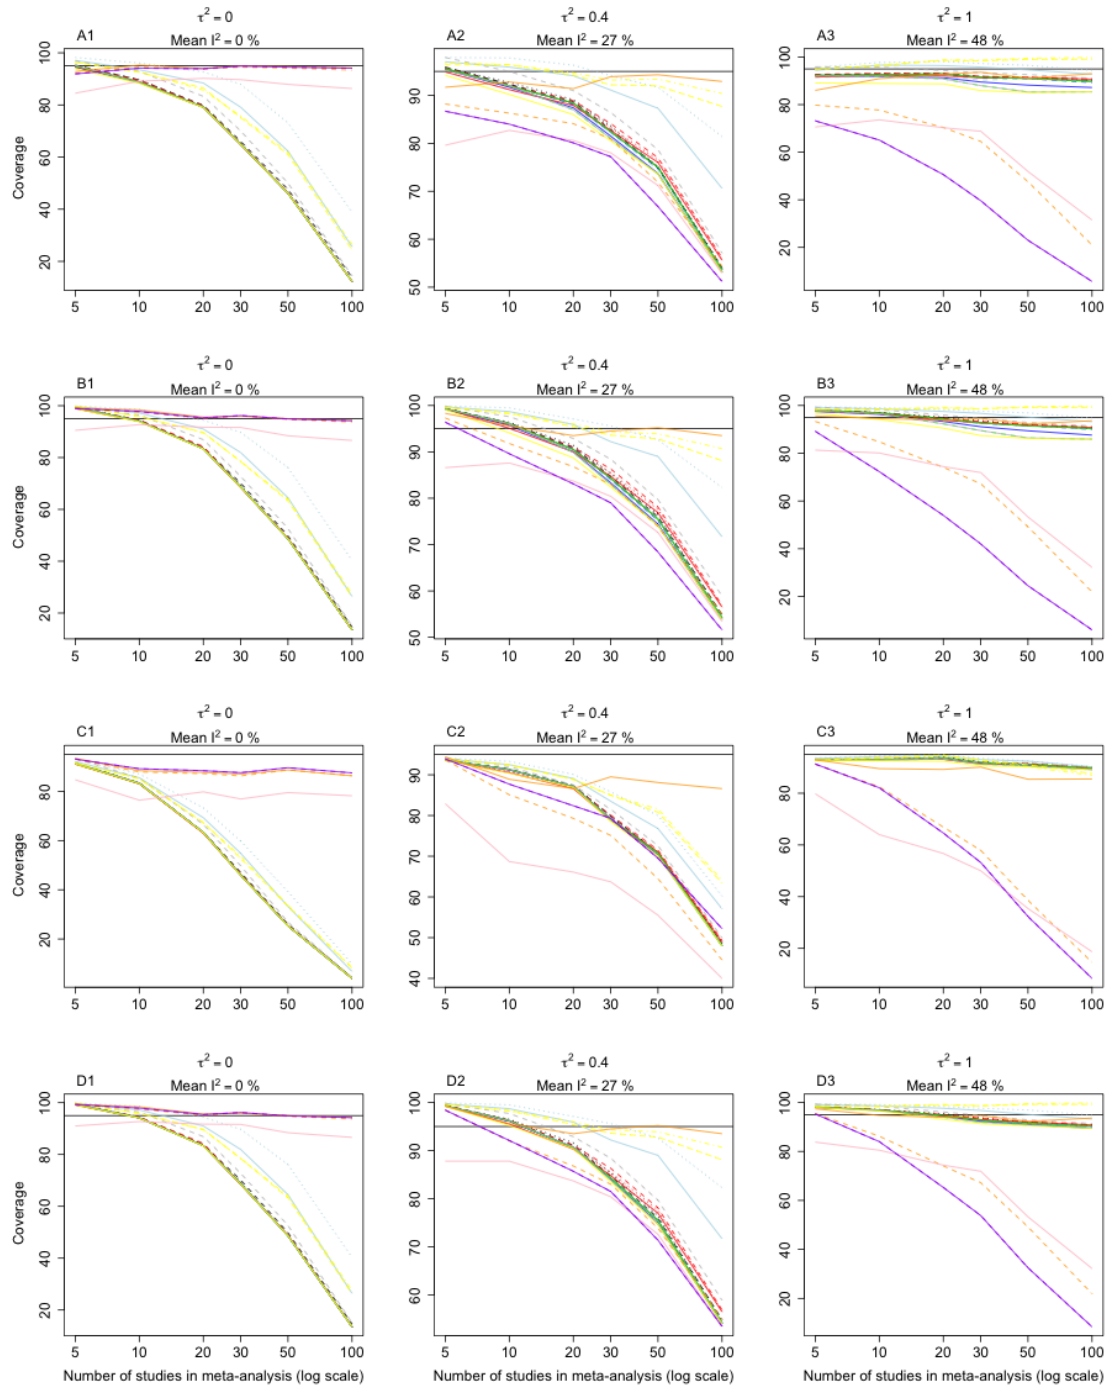 τ² = 0
A1 Mean I² = 0 %
τ² = 0.4
A2 Mean I² = 27 %
τ² = 1
A3 Mean I² = 48 %
Coverage
100
80
60
40
20
5 10 20 30 50 100
90
80
70
60
50
5 10 20 30 50 100
100
80
60
40
20
5 10 20 30 50 100
τ² = 0
B1 Mean I² = 0 %
τ² = 0.4
B2 Mean I² = 27 %
τ² = 1
B3 Mean I² = 48 %
Coverage
100
80
60
40
20
5 10 20 30 50 100
100
90
80
70
60
50
5 10 20 30 50 100
100
80
60
40
20
5 10 20 30 50 100
τ² = 0
C1 Mean I² = 0 %
τ² = 0.4
C2 Mean I² = 27 %
τ² = 1
C3 Mean I² = 48 %
Coverage
80
60
40
20
5 10 20 30 50 100
90
80
70
60
50
40
5 10 20 30 50 100
80
60
40
20
5 10 20 30 50 100
τ² = 0
D1 Mean I² = 0 %
τ² = 0.4
D2 Mean I² = 27 %
τ² = 1
D3 Mean I² = 48 %
Coverage
100
80
60
40
20
5 10 20 30 50 100
100
90
80
70
60
5 10 20 30 50 100
100
80
60
40
20
5 10 20 30 50 100
Number of studies in meta-analysis (log scale)
Number of studies in meta-analysis (log scale)
Number of studies in meta-analysis (log scale)